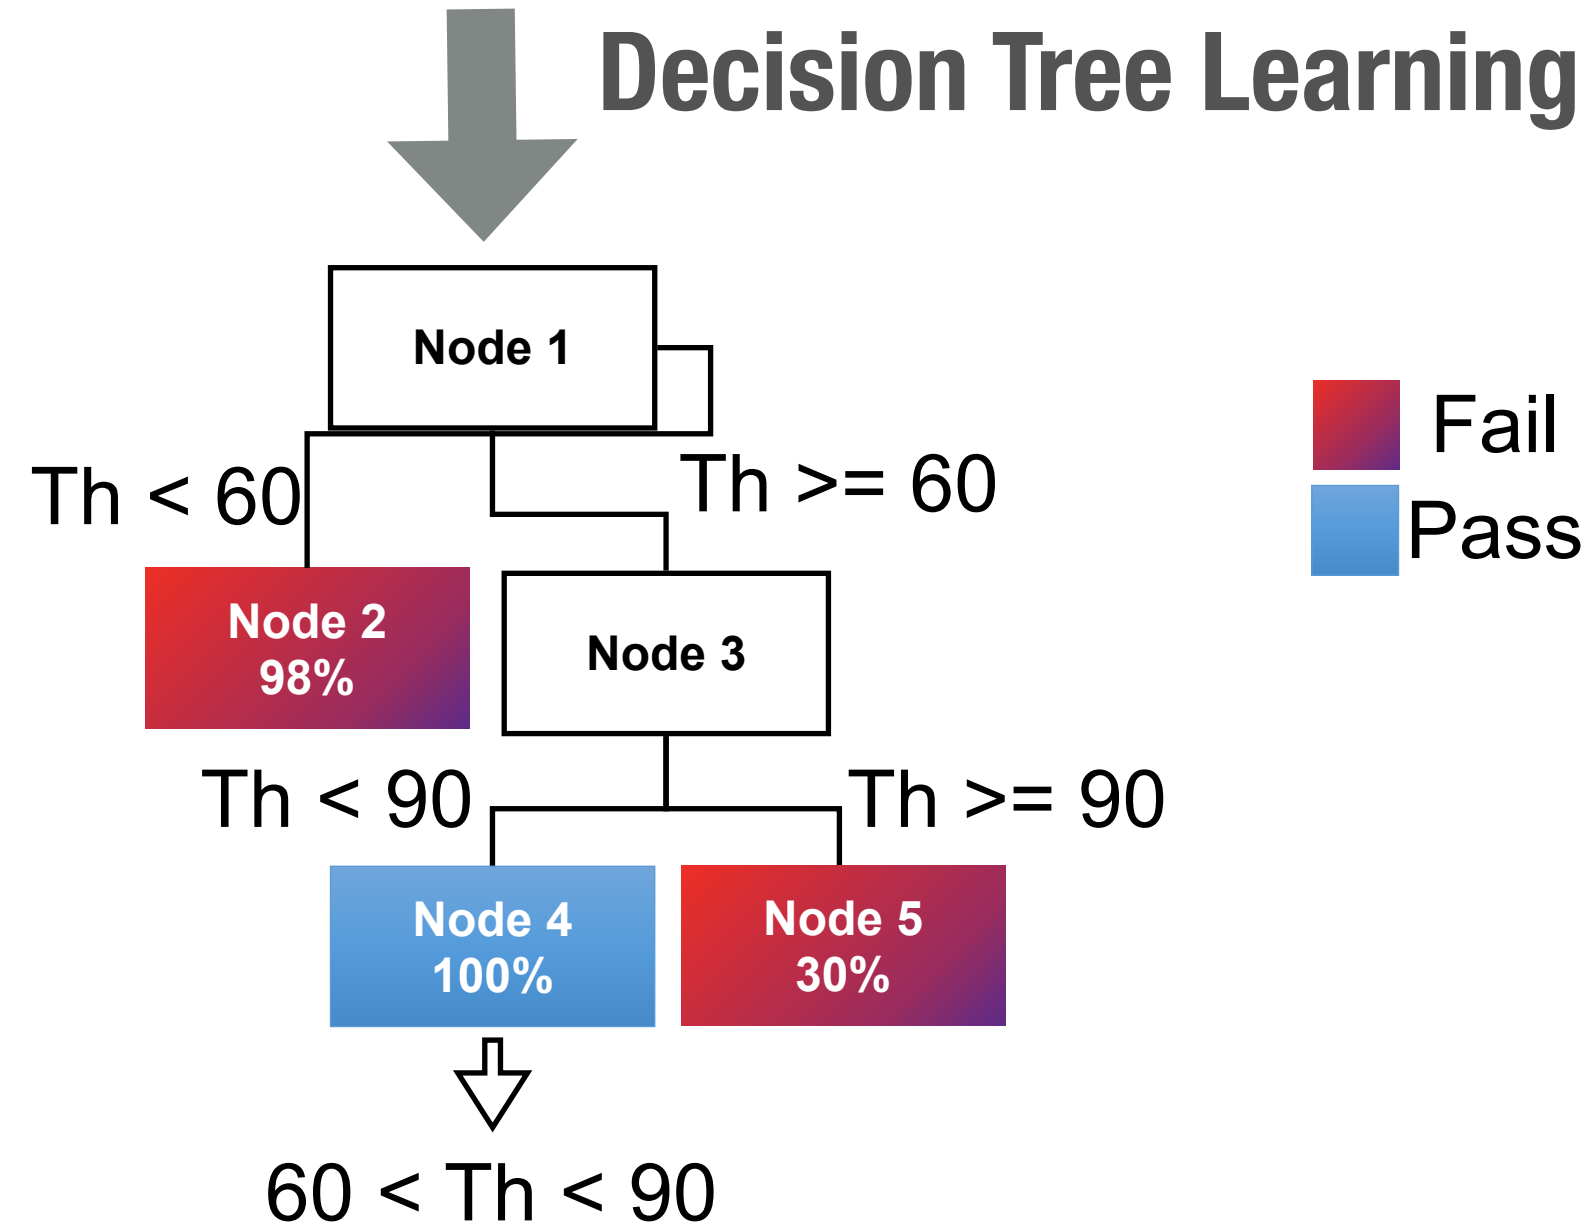 Decision Tree Learning
Node 1
Fail
Th < 60
Th >= 60
Pass
Node 2
98%
Node 3
Th < 90
Th >= 90
Node 4
100%
Node 5
30%
60 < Th < 90